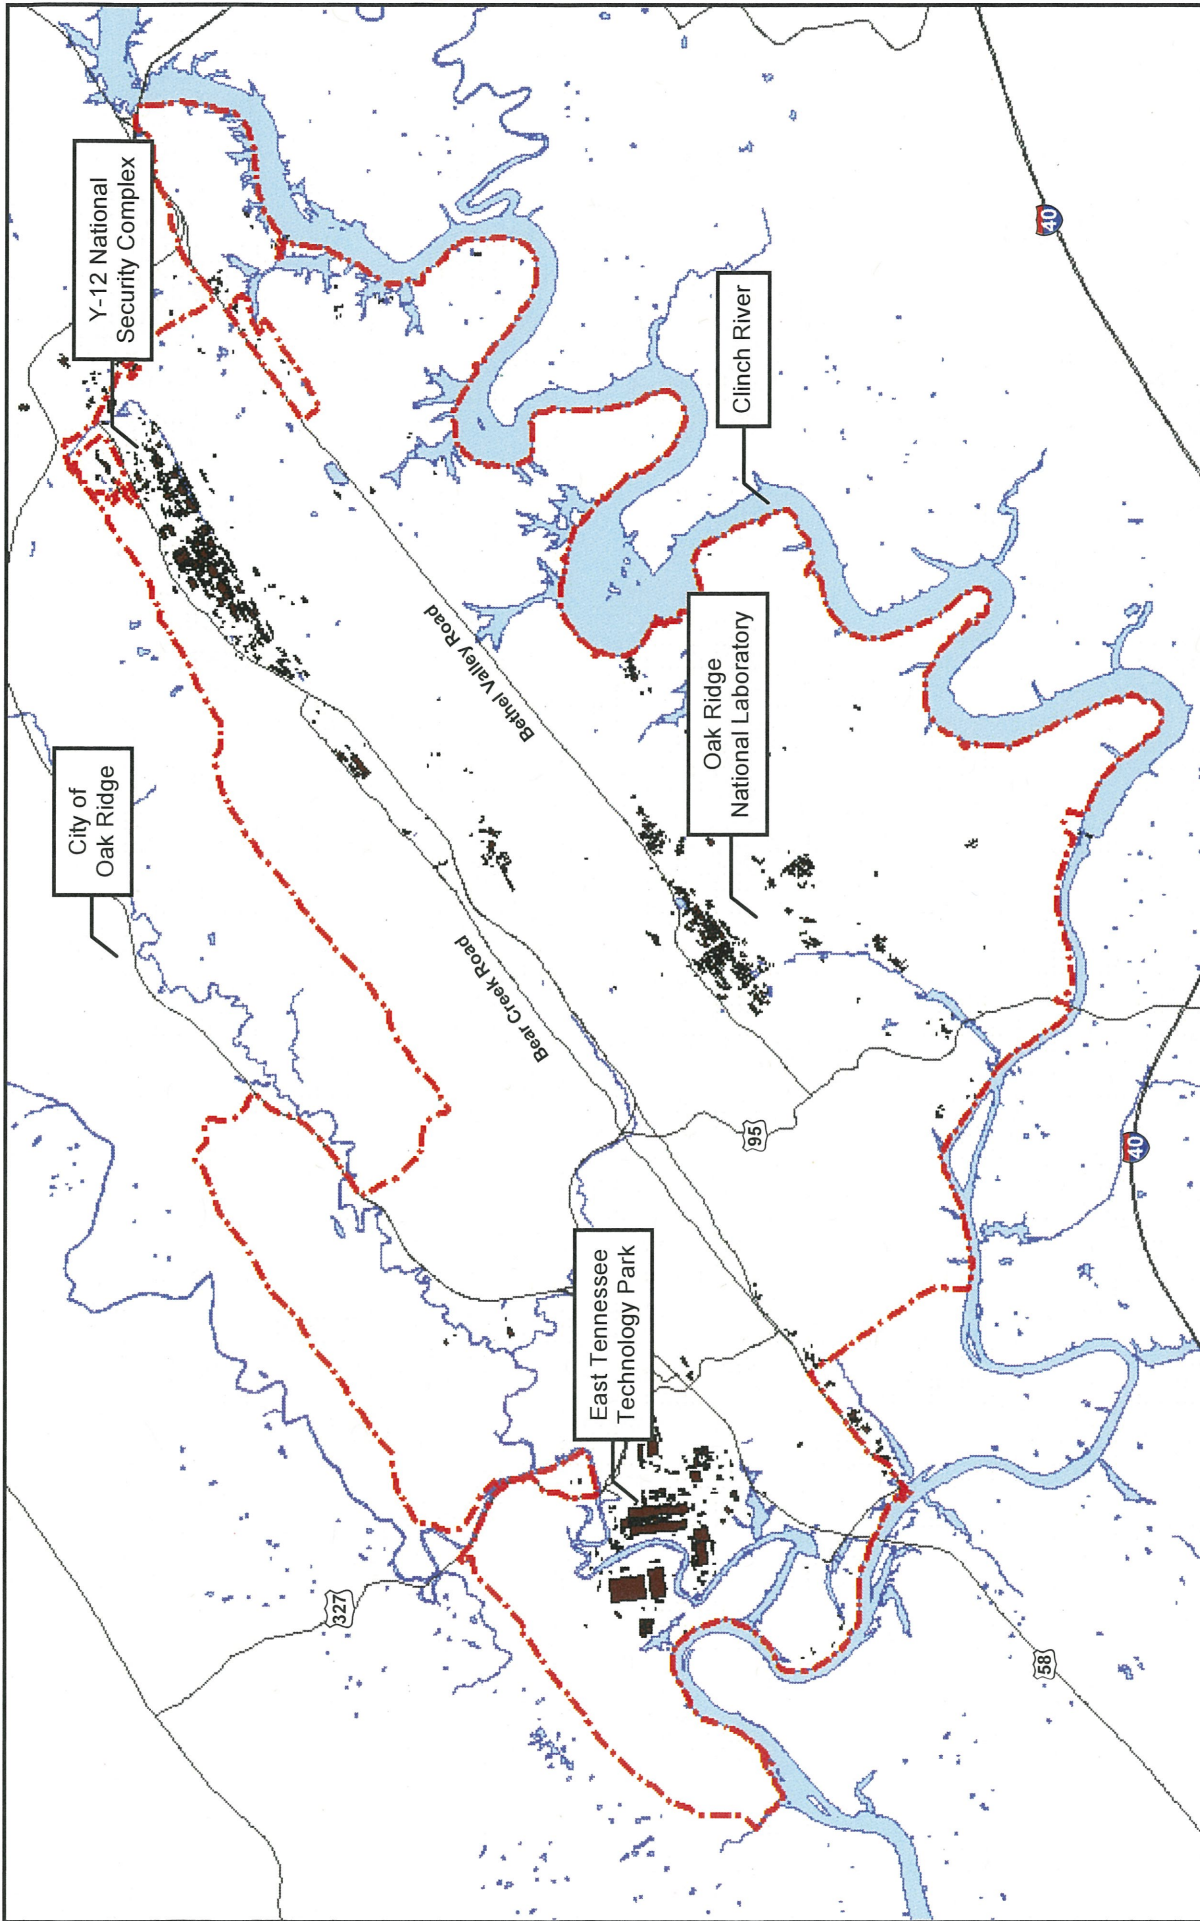 City of
Oak Ridge
Y-12 National
Security Complex
Bethel Valley Road
Bear Creek Road
Clinch River
Oak Ridge
National Laboratory
East Tennessee
Technology Park
327
95
58
40
40